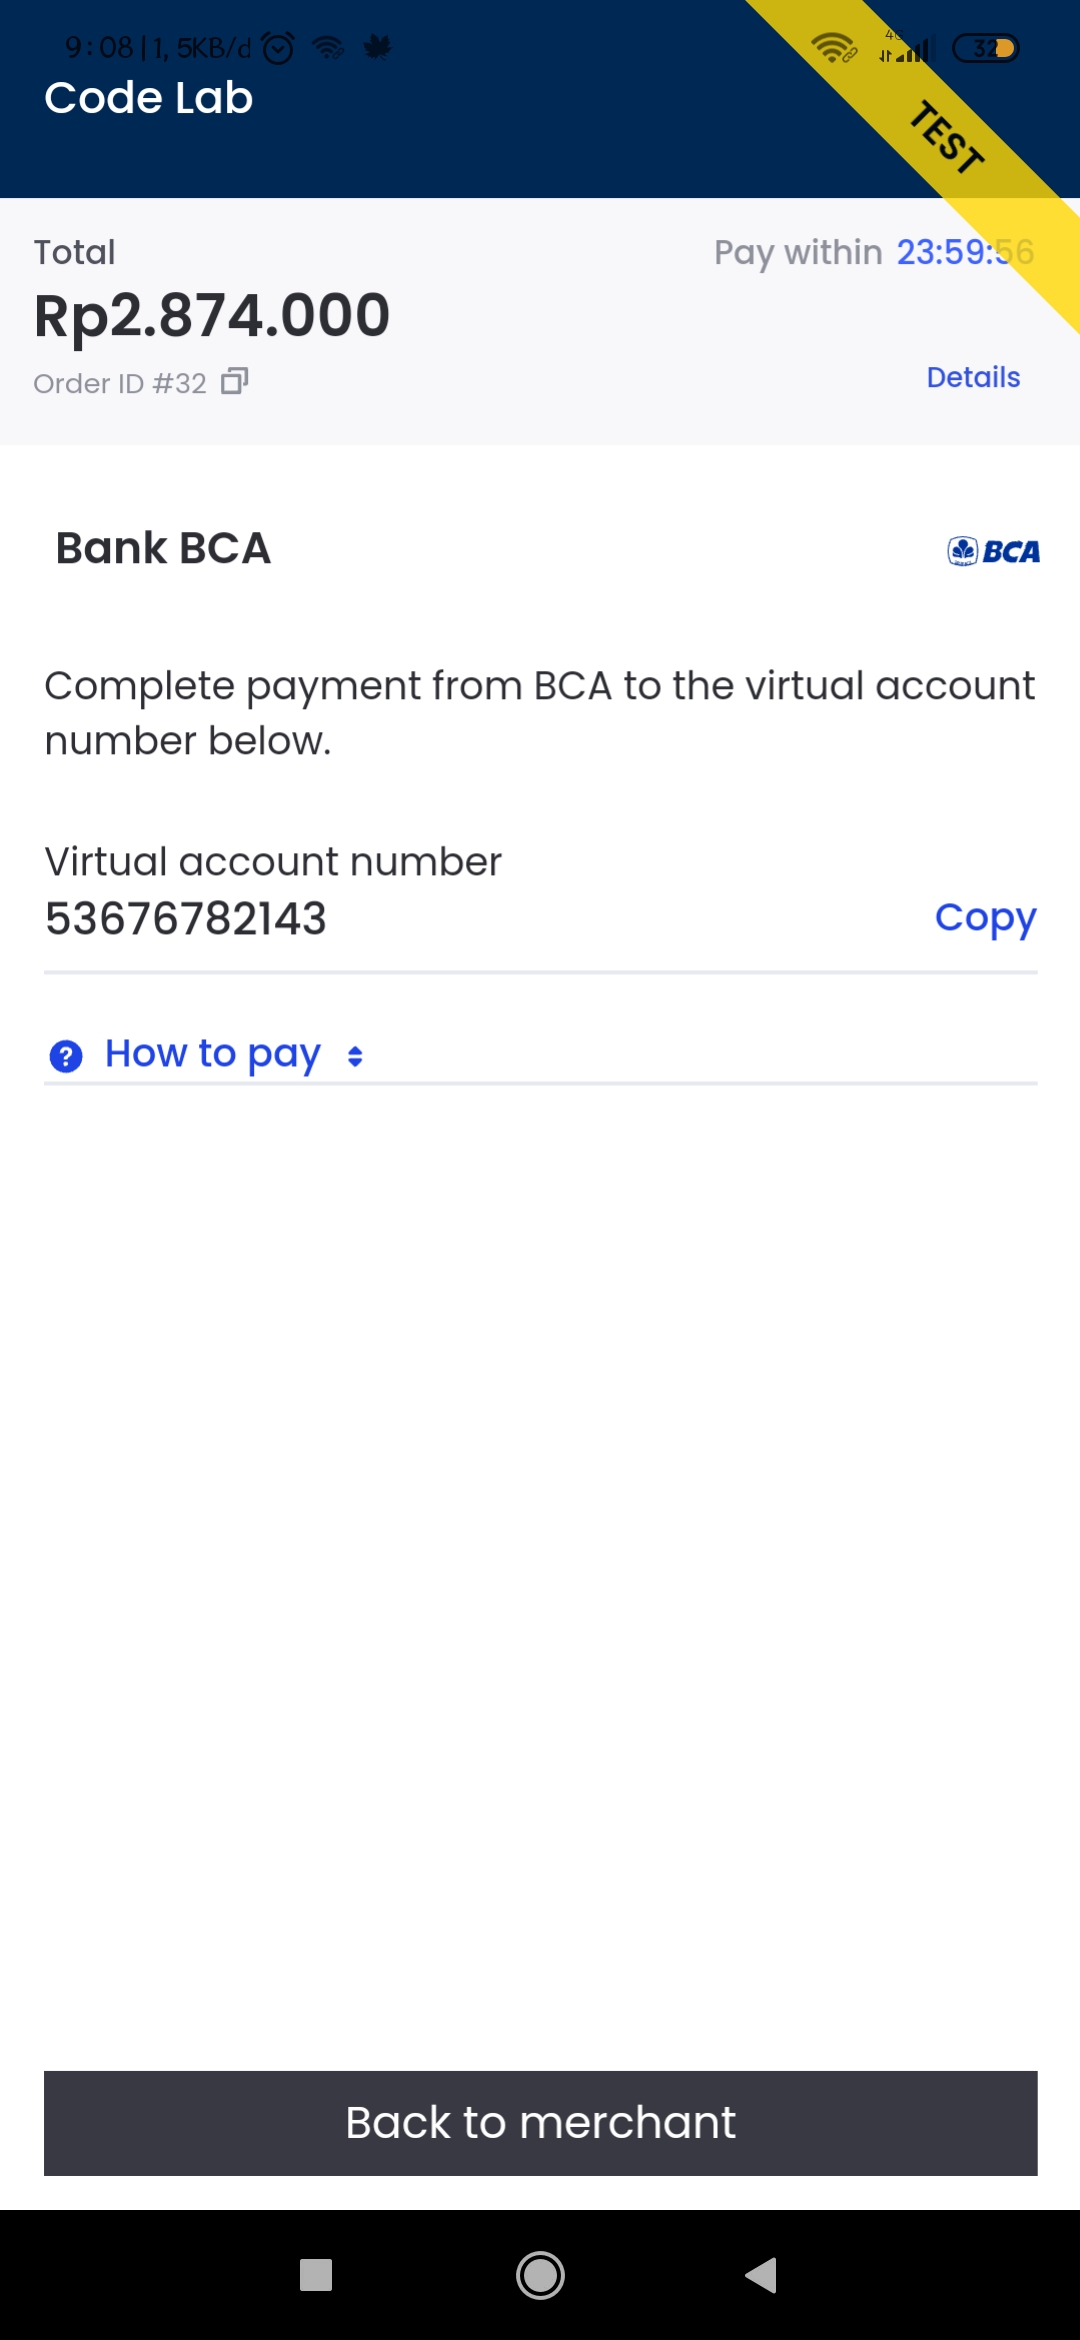 9:08 | 1, 5KB/d
4G
32
Code Lab
TEST
Total
Pay within 23:59:56
Rp2.874.000
Order ID #32
Details
Bank BCA
BCA
Complete payment from BCA to the virtual account
number below.
Virtual account number
53676782143
Copy
How to pay
Back to merchant